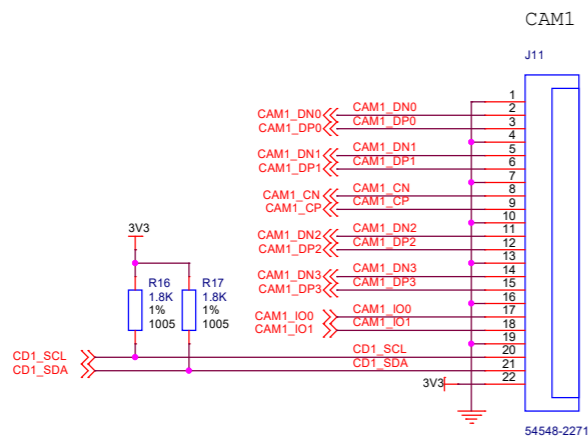 CAM1
J11
1
CAM1_DN0 CAM1_DN0 2
CAM1_DP0 CAM1_DP0 3
4
CAM1_DN1 CAM1_DN1 5
CAM1_DP1 CAM1_DP1 6
7
CAM1_CN CAM1_CN 8
CAM1_CP CAM1_CP 9
10
CAM1_DN2 CAM1_DN2 11
CAM1_DP2 CAM1_DP2 12
3V3
13
CAM1_DN3 CAM1_DN3 14
CAM1_DP3 CAM1_DP3 15
R16 R17
1.8K 1.8K
1% 1%
1005 1005
16
CAM1_IO0 CAM1_IO0 17
CAM1_IO1 CAM1_IO1 18
19
CD1_SCL CD1_SCL 20
CD1_SDA CD1_SDA 21
3V3 22
54548-2271